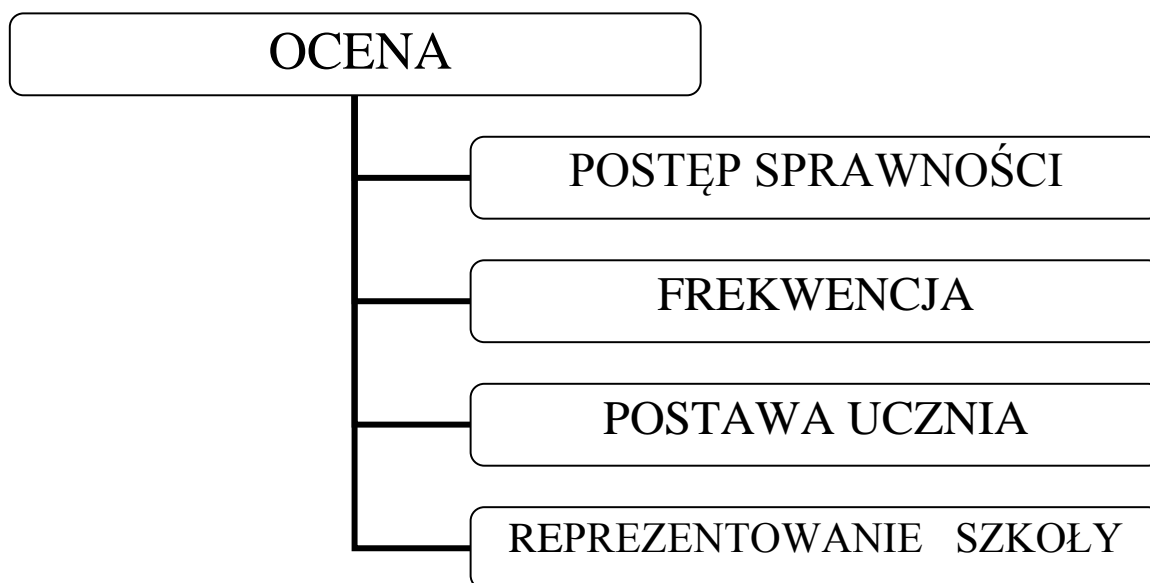 OCENA
POSTĘP SPRAWNOŚCI
FREKWENCJA
POSTAWA UCZNIA
REPREZENTOWANIE SZKOŁY